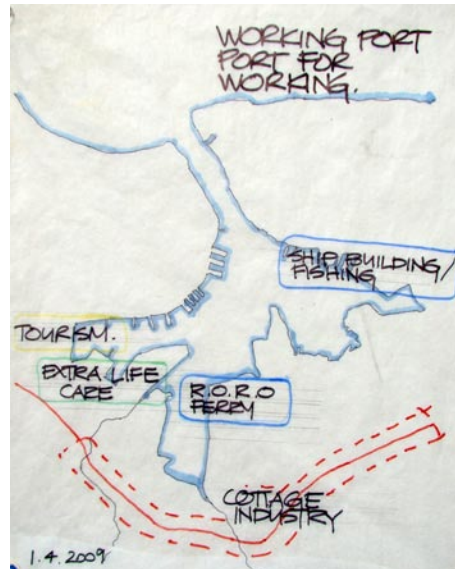 WORKING PORT
PORT FOR
WORKING.
SHIP BUILDING/
FISHING
TOURISM.
EXTRA LIFE
CARE
R.O.R.O
FERRY
COTTAGE
INDUSTRY
1.4.2009